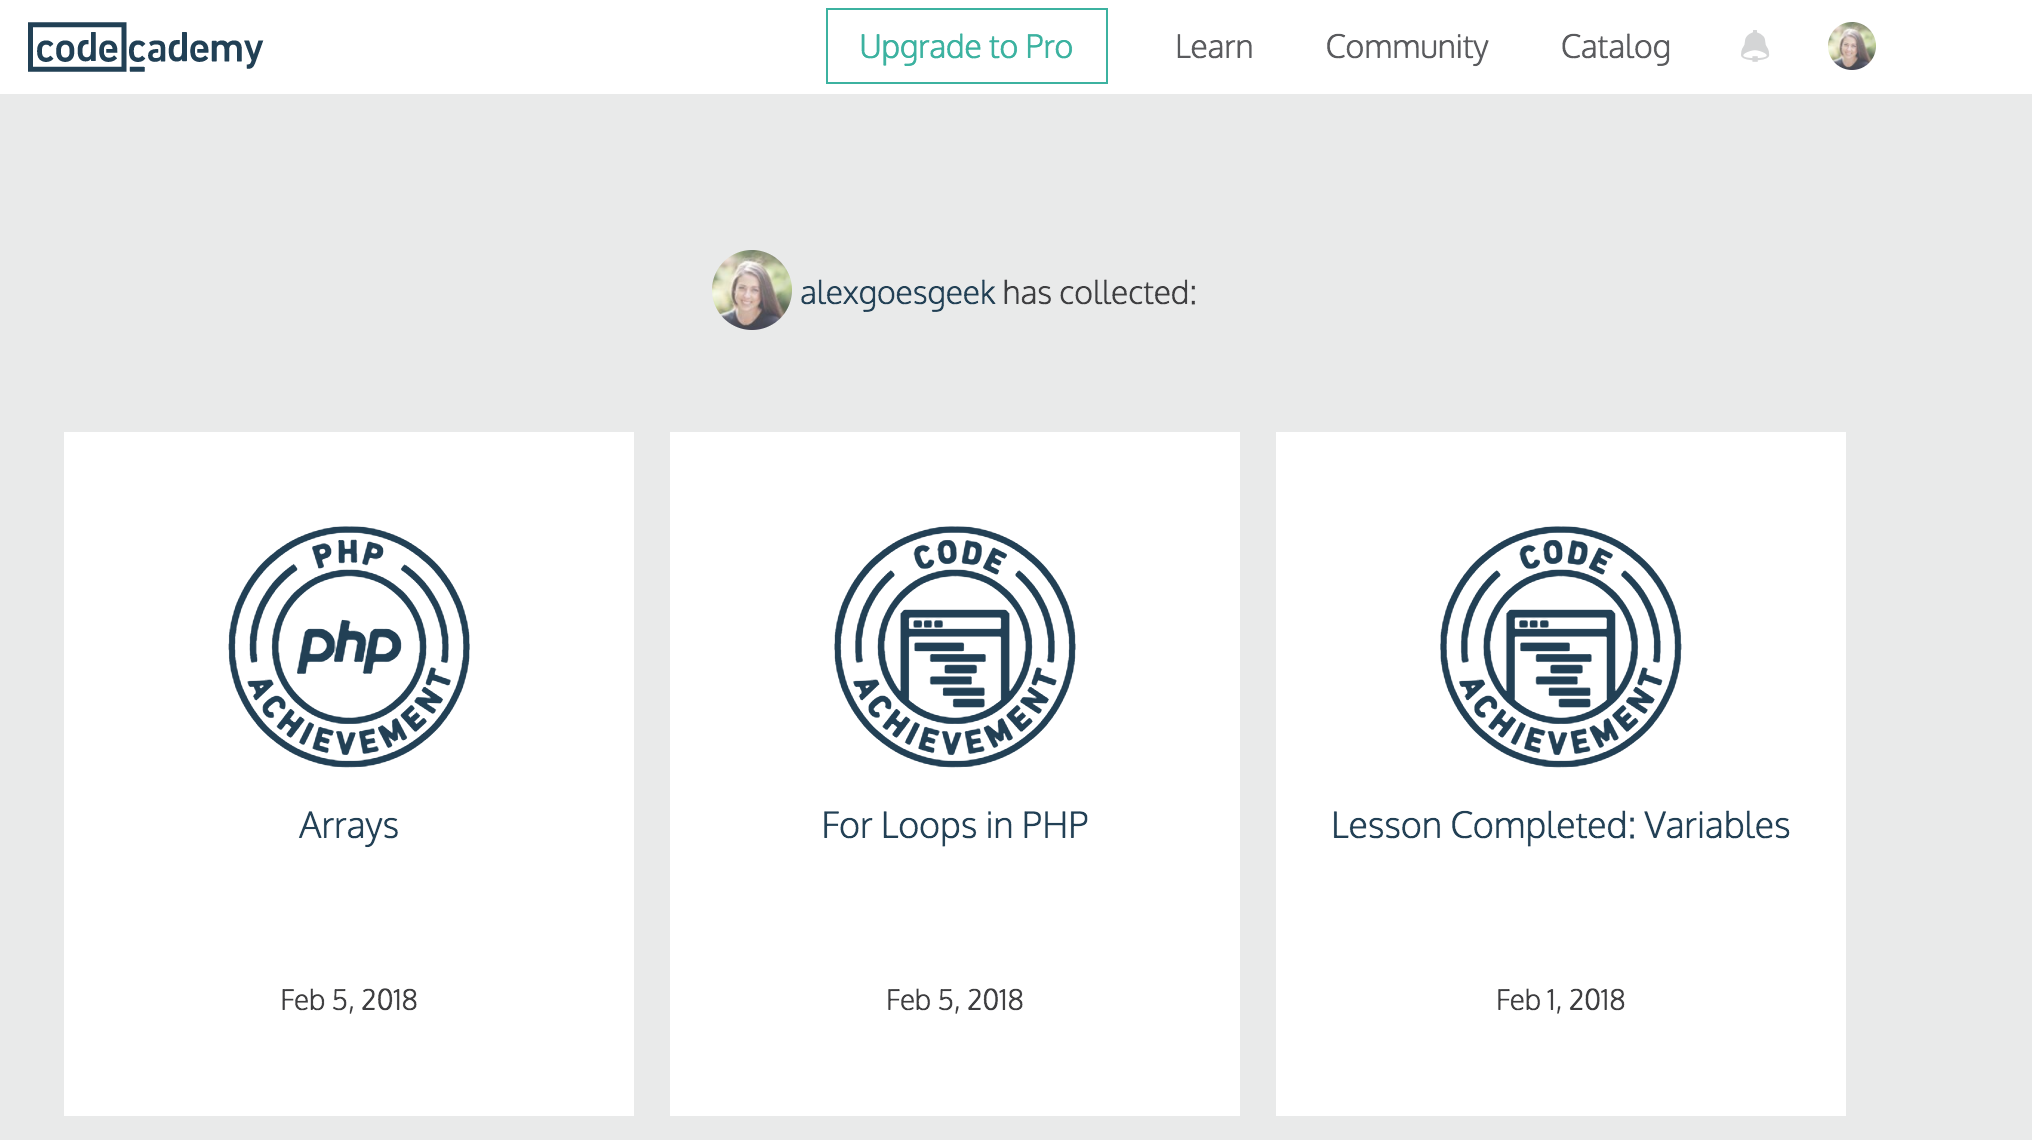 codecademy
Upgrade to Pro
Learn
Community
Catalog
alexgoesgeek has collected:
PHP
php
ACHIEVEMENT
Arrays
Feb 5, 2018
CODE
ACHIEVEMENT
For Loops in PHP
Feb 5, 2018
CODE
ACHIEVEMENT
Lesson Completed: Variables
Feb 1, 2018